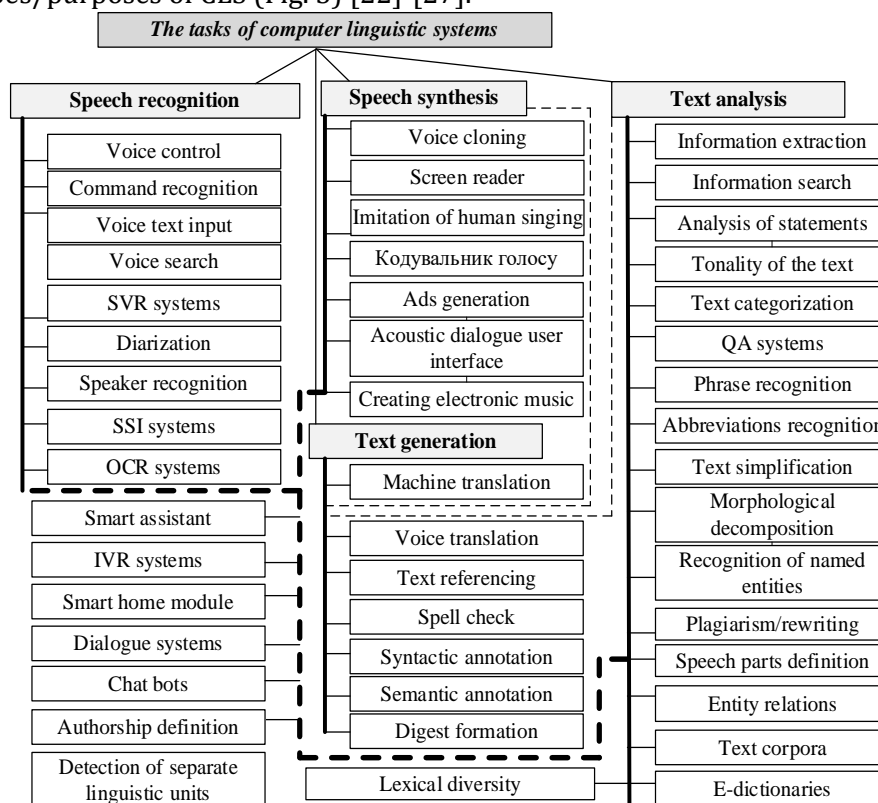 The tasks of computer linguistic systems
Speech recognition
Voice control
Command recognition
Voice text input
Voice search
SVR systems
Diarization
Speaker recognition
SSI systems
OCR systems
Smart assistant
IVR systems
Smart home module
Dialogue systems
Chat bots
Authorship definition
Detection of separate
linguistic units
Speech synthesis
Voice cloning
Screen reader
Imitation of human singing
Кодувальник голосу
Ads generation
Acoustic dialogue user
interface
Creating electronic music
Text generation
Machine translation
Voice translation
Text referencing
Spell check
Syntactic annotation
Semantic annotation
Digest formation
Lexical diversity
Text analysis
Information extraction
Information search
Analysis of statements
Tonality of the text
Text categorization
QA systems
Phrase recognition
Abbreviations recognition
Text simplification
Morphological
decomposition
Recognition of named
entities
Plagiarism/rewriting
Speech parts definition
Entity relations
Text corpora
E-dictionaries